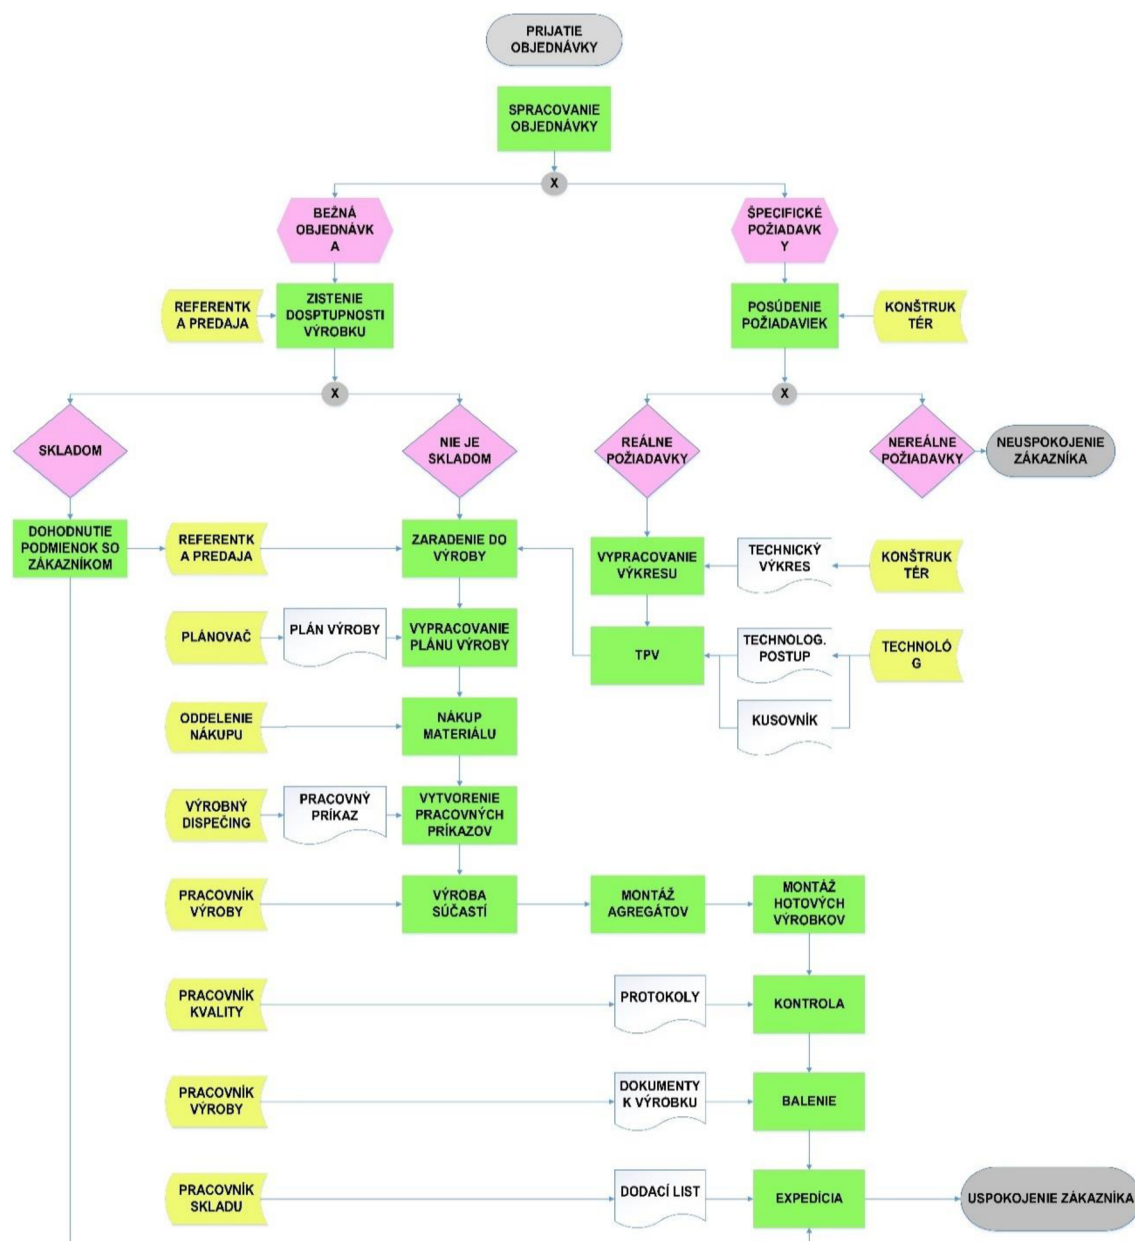 PRIJATIE
OBJEDNÁVKY
SPRACOVANIE
OBJEDNÁVKY
X
BEŽNÁ
OBJEDNÁVK
A
ŠPECIFICKÉ
POŽIADAVK
Y
REFERENTK
A PREDAJA
ZISTENIE
DOSPTUPNOSTI
VÝROBKU
POSÚDENIE
POŽIADAVIEK
KONŠTRUK
TÉR
X
X
SKLADOM
NIE JE
SKLADOM
REÁLNE
POŽIADAVKY
NEREÁLNE
POŽIADAVKY
NEUSPOKOJENIE
ZÁKAZNÍKA
DOHODNUTIE
PODMIENOK SO
ZÁKAZNÍKOM
REFERENTK
A PREDAJA
ZARADENIE DO
VÝROBY
VYPRACOVANIE
VÝKRESU
TECHNICKÝ
VÝKRES
KONŠTRUK
TÉR
PLÁNOVAČ
PLÁN VÝROBY
VYPRACOVANIE
PLÁNU VÝROBY
TPV
TECHNOLOG.
POSTUP
TECHNOLÓ
G
ODDELENIE
NÁKUPU
NÁKUP
MATERIÁLU
KUSOVNÍK
VÝROBNÝ
DISPEČING
PRACOVNÝ
PRÍKAZ
VYTVORENIE
PRACOVNÝCH
PRÍKAZOV
PRACOVNÍK
VÝROBY
VÝROBA
SÚČASTÍ
MONTÁŽ
AGREGÁTOV
MONTÁŽ
HOTOVÝCH
VÝROBKOV
PRACOVNÍK
KVALITY
PROTOKOLY
KONTROLA
PRACOVNÍK
VÝROBY
DOKUMENTY
K VÝROBKU
BALENIE
PRACOVNÍK
SKLADU
DODACÍ LIST
EXPEDÍCIA
USPOKOJENIE ZÁKAZNÍKA